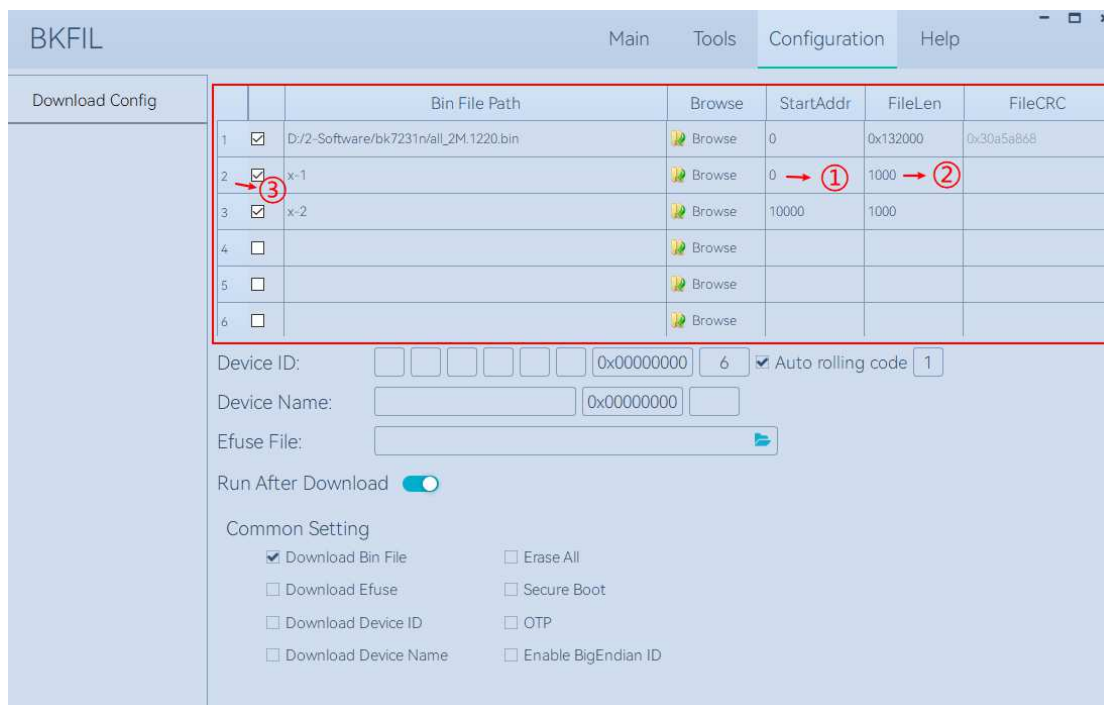 BKFIL Main Tools Configuration Help
Download Config
Bin File Path Browse StartAddr FileLen FileCRC
1 D:/2-Software/bk7231n/all_2M.1220.bin Browse 0 0x132000 0x30a5a868
2 ③ x-1 Browse 0 ① 1000 ②
3 x-2 Browse 10000 1000
4 Browse
5 Browse
6 Browse
Device ID: 0x00000000 6 Auto rolling code 1
Device Name: 0x00000000
Efuse File:
Run After Download
Common Setting
Download Bin File Erase All
Download Efuse Secure Boot
Download Device ID OTP
Download Device Name Enable BigEndian ID